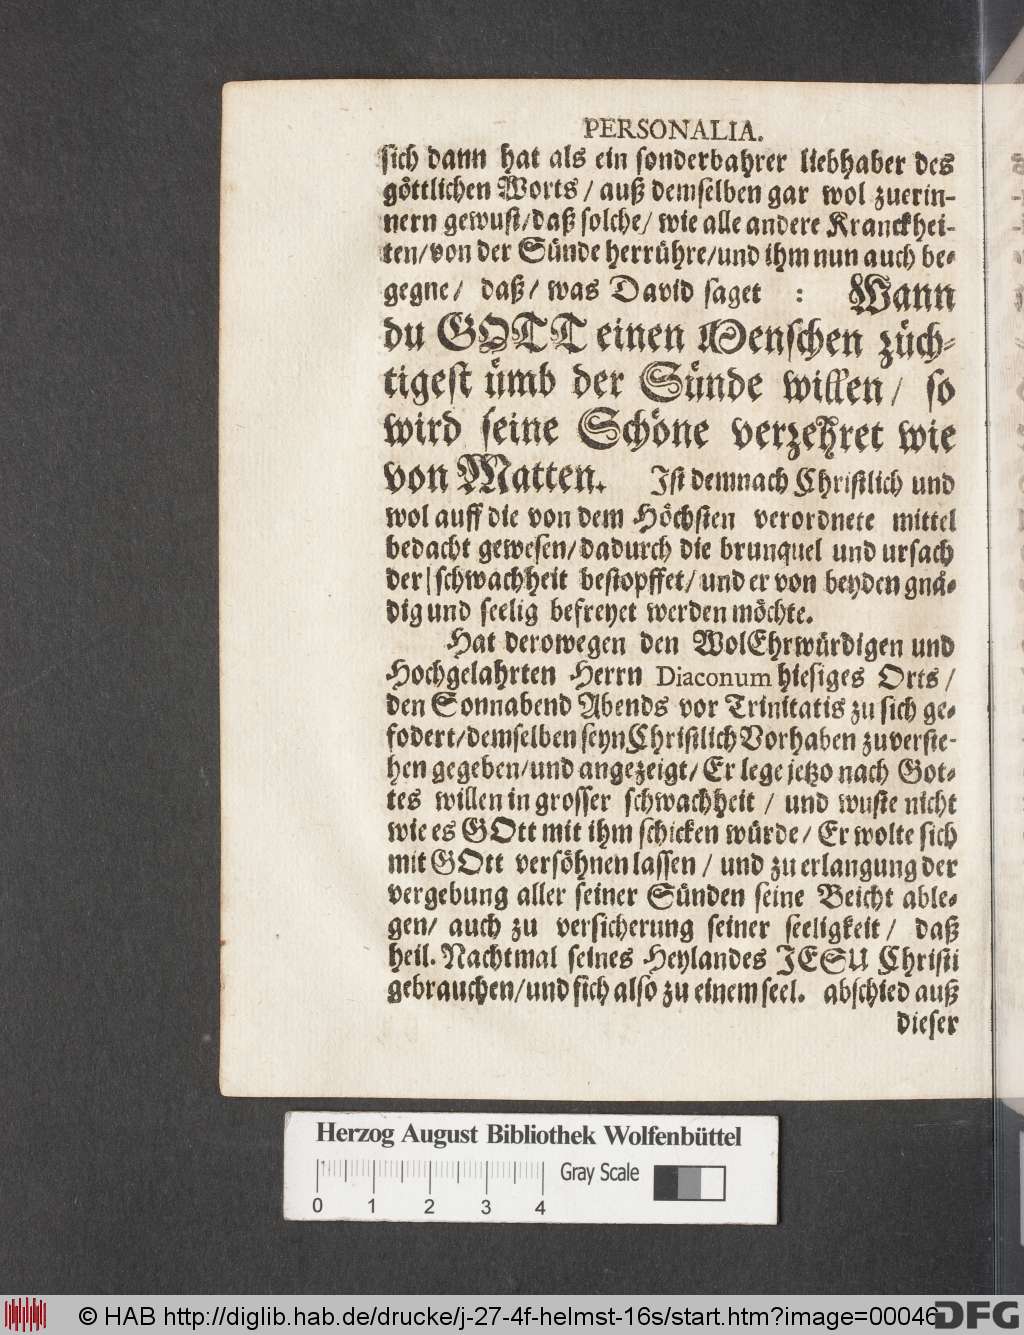 PERSONALIA.
sich dann hat als ein sonderbahrer liebhaber des
göttlichen Worts / auß demselben gar wol zuerin-
nern gewust/daß solche/ wie alle andere Kranckhei-
ten/von der Sünde herrühre/und ihm nun auch be-
gegne/ daß/ was David saget : Wann
du GOTT einen Menschen züch-
tigest ümb der Sünde willen/ so
wird seine Schöne verzehret wie
von Matten. Ist demnach Christlich und
wol auff die von dem Höchsten verordnete mittel
bedacht gewesen/dadurch die brunquel und ursach
der schwachheit bestopffet/und er von beyden gnä-
dig und seelig befreyet werden möchte.
Hat derowegen den WolEhrwürdigen und
Hochgelahrten Herrn Diaconum hiesiges Orts /
den Sonnabend Abends vor Trinitatis zu sich ge-
fodert/demselben seyn Christlich Vorhaben zuverste-
hen gegeben/und angezeigt/ Er lege jetzo nach Got-
tes willen in grosser schwachheit / und wuste nicht
wie es GOtt mit ihm schicken würde/ Er wolte sich
mit GOtt versöhnen lassen / und zu erlangung der
vergebung aller seiner Sünden seine Beicht able-
gen/ auch zu versicherung seiner seeligkeit / daß
heil. Nachtmal seines Heylandes JESU Christi
gebrauchen/und sich also zu einem seel. abschied auß
dieser
Herzog August Bibliothek Wolfenbüttel
Gray Scale
0 1 2 3 4
© HAB http://diglib.hab.de/drucke/j-27-4f-helmst-16s/start.htm?image=00046
DFG